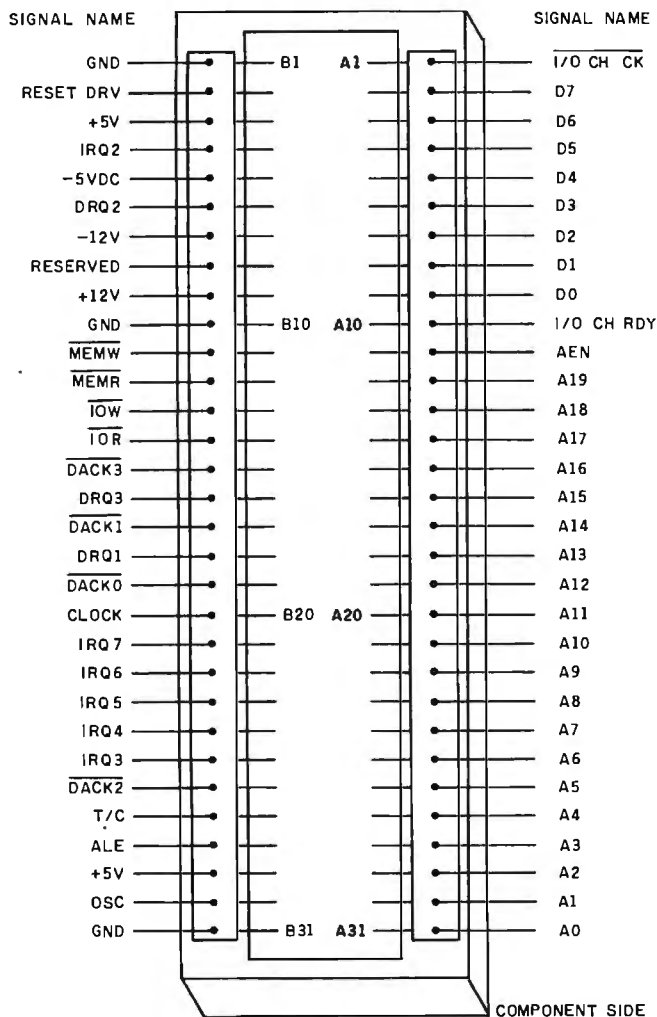 SIGNAL NAME SIGNAL NAME
GND B1 A1 I/O CH CK
RESET DRV D7
+5V D6
IRQ2 D5
-5VDC D4
DRQ2 D3
-12V D2
RESERVED D1
+12V D0
GND B10 A10 I/O CH RDY
MEMW AEN
MEMR A19
IOW A18
IOR A17
DACK3 A16
DRQ3 A15
DACK1 A14
DRQ1 A13
DACK0 A12
CLOCK B20 A20 A11
IRQ7 A10
IRQ6 A9
IRQ5 A8
IRQ4 A7
IRQ3 A6
DACK2 A5
T/C A4
ALE A3
+5V A2
OSC A1
GND B31 A31 A0
COMPONENT SIDE